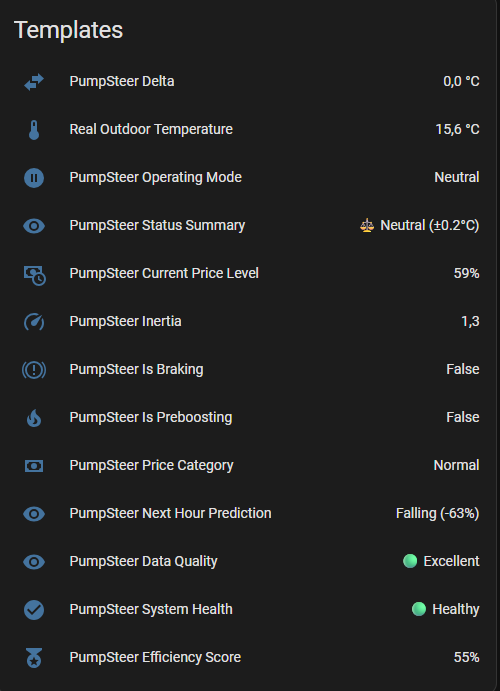 Templates
PumpSteer Delta 0,0 °C
Real Outdoor Temperature 15,6 °C
PumpSteer Operating Mode Neutral
PumpSteer Status Summary ⚖️ Neutral (±0.2°C)
PumpSteer Current Price Level 59%
PumpSteer Inertia 1,3
PumpSteer Is Braking False
PumpSteer Is Preboosting False
PumpSteer Price Category Normal
PumpSteer Next Hour Prediction Falling (-63%)
PumpSteer Data Quality 🟢 Excellent
PumpSteer System Health 🟢 Healthy
PumpSteer Efficiency Score 55%